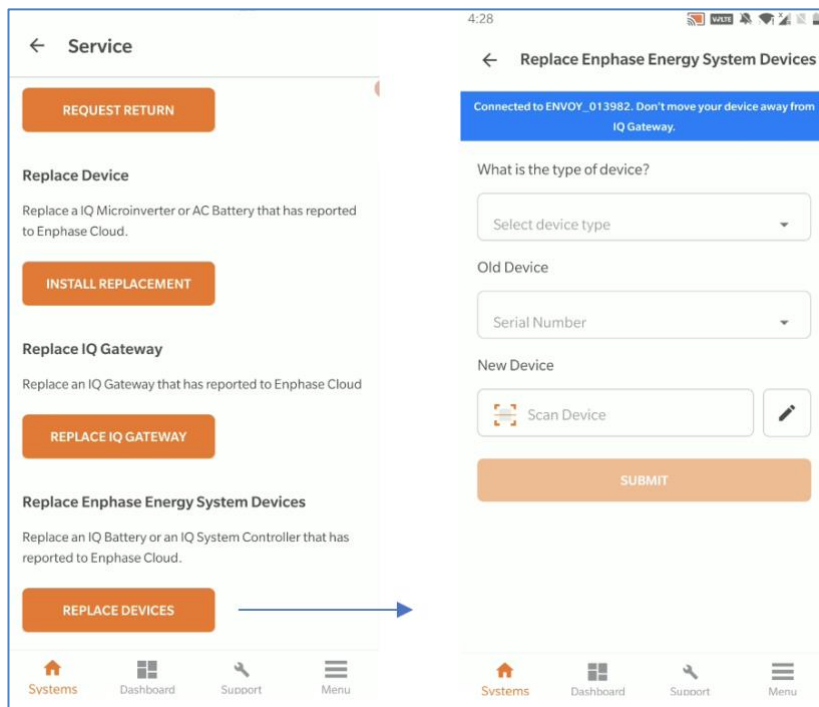 Service
REQUEST RETURN
Replace Device
Replace a IQ Microinverter or AC Battery that has reported
to Enphase Cloud.
INSTALL REPLACEMENT
Replace IQ Gateway
Replace an IQ Gateway that has reported to Enphase Cloud
REPLACE IQ GATEWAY
Replace Enphase Energy System Devices
Replace an IQ Battery or an IQ System Controller that has
reported to Enphase Cloud.
REPLACE DEVICES
Systems
Dashboard
Support
Menu
4:28
VoLTE
Replace Enphase Energy System Devices
Connected to ENVOY_013982. Don't move your device away from
IQ Gateway.
What is the type of device?
Select device type
Old Device
Serial Number
New Device
Scan Device
SUBMIT
Systems
Dashboard
Support
Menu